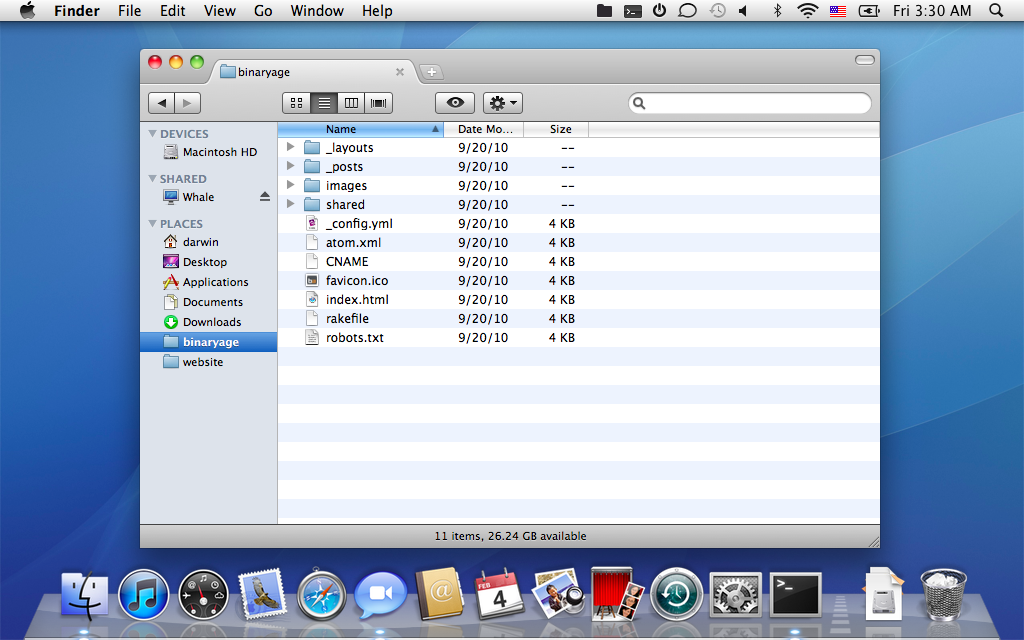 Finder File Edit View Go Window Help Fri 3:30 AM
binaryage
Name Date Mo... Size
DEVICES
Macintosh HD
SHARED
Whale
PLACES
darwin
Desktop
Applications
Documents
Downloads
binaryage
website
_layouts 9/20/10 --
_posts 9/20/10 --
images 9/20/10 --
shared 9/20/10 --
_config.yml 9/20/10 4 KB
atom.xml 9/20/10 4 KB
CNAME 9/20/10 4 KB
favicon.ico 9/20/10 4 KB
index.html 9/20/10 4 KB
rakefile 9/20/10 4 KB
robots.txt 9/20/10 4 KB
11 items, 26.24 GB available
FEB
4